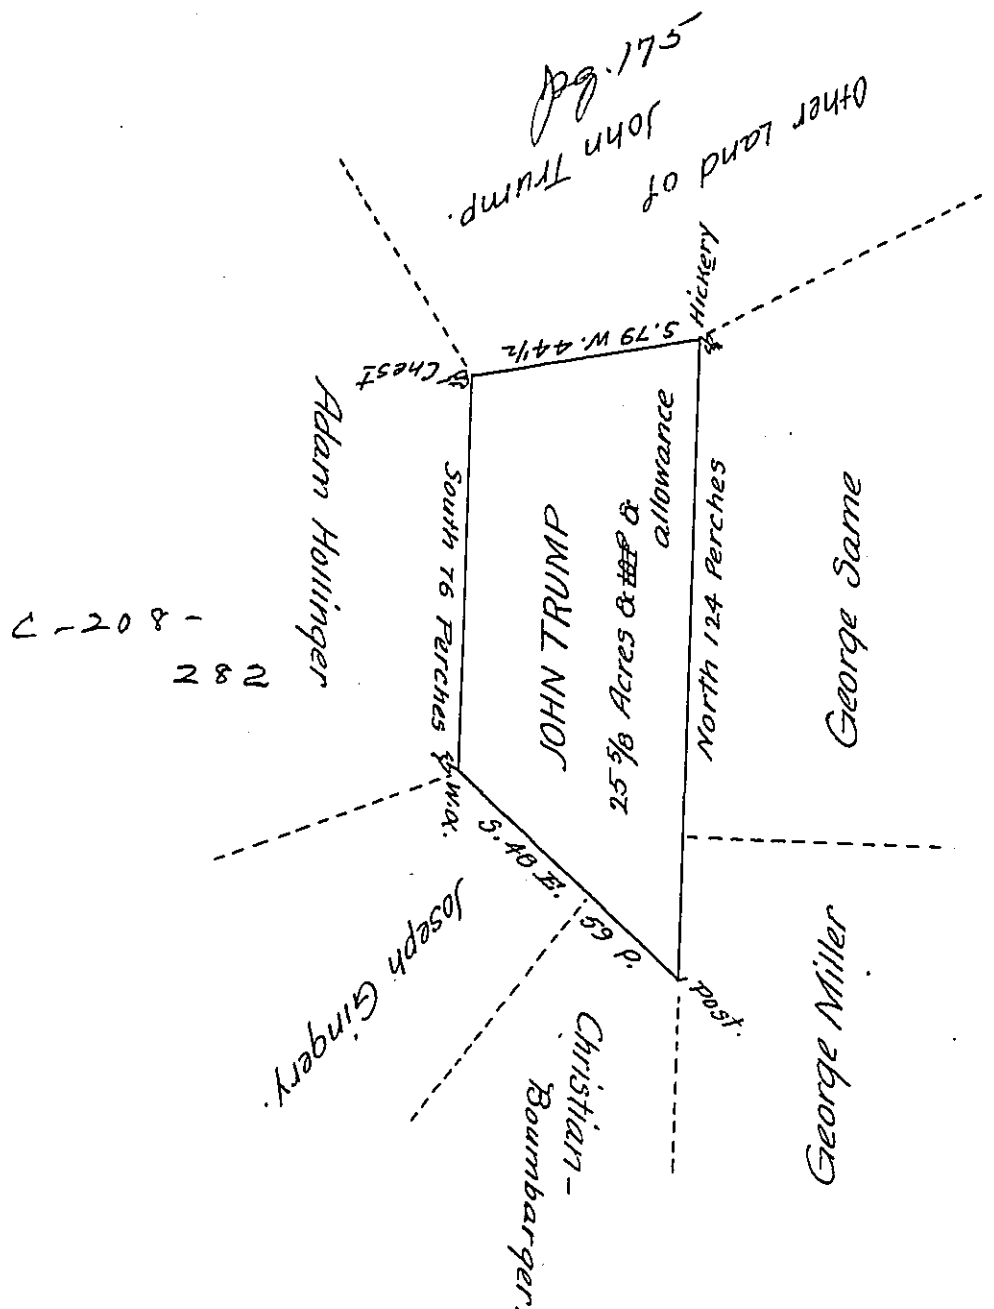 Other Land of
John Trump.
pg. 175
Hickery
S. 79 W. 44½
Chest
Adam Hollinger
South 76 Perches
W.o.
JOHN TRUMP
25 5/8 Acres &
& allowance
North 124 Perches
George Same
C-208-
282
S. 40 E.
59 p.
post.
Joseph Gingery.
Christian-
Bournbarger.
George Miller